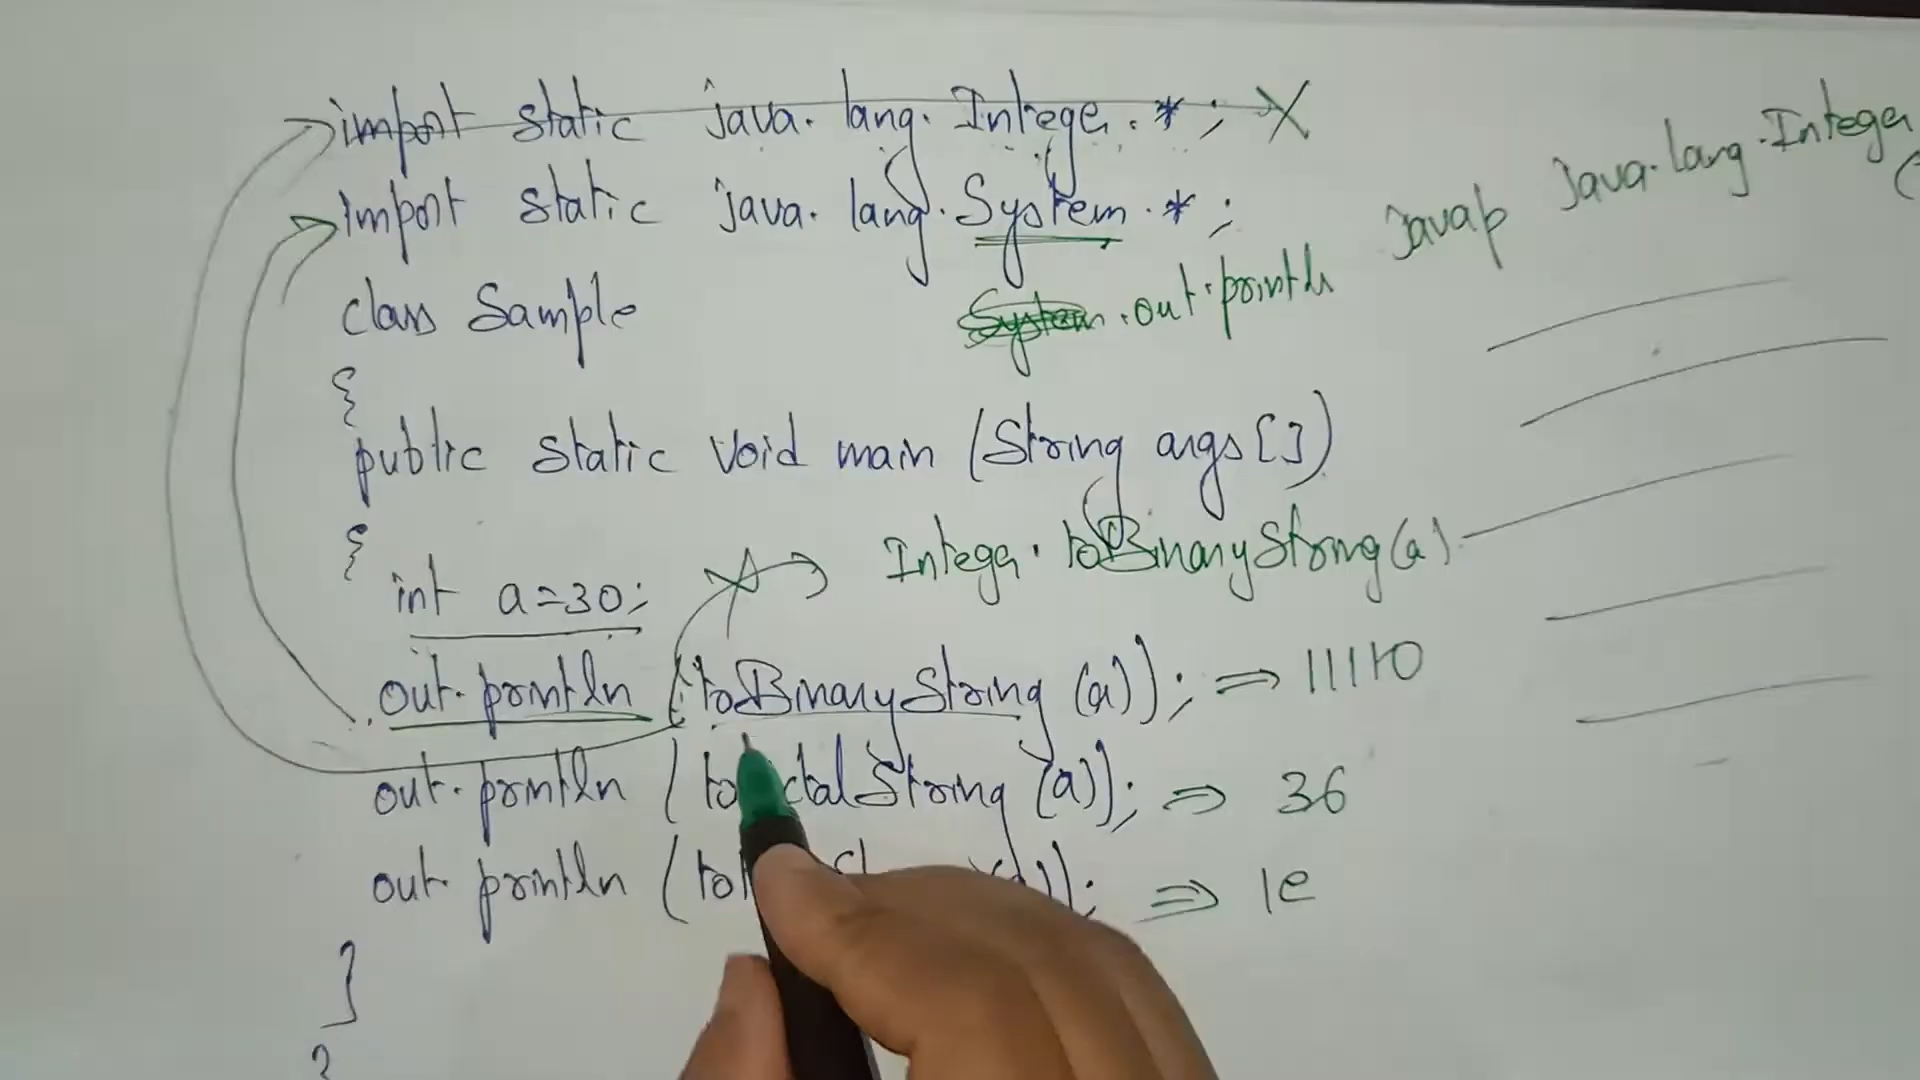 import static java.lang.Integer.*; X
import static java.lang.System.*;
javap java.lang.Integer
class Sample
System.out.println
{
public static void main (String args[])
{
Integer.toBinaryString(a)
int a=30;
out.println (toBinaryString (a)); ⇒ 11110
out.println (toOctalString (a)); ⇒ 36
out.println ( (a)); ⇒ 1e
}
}